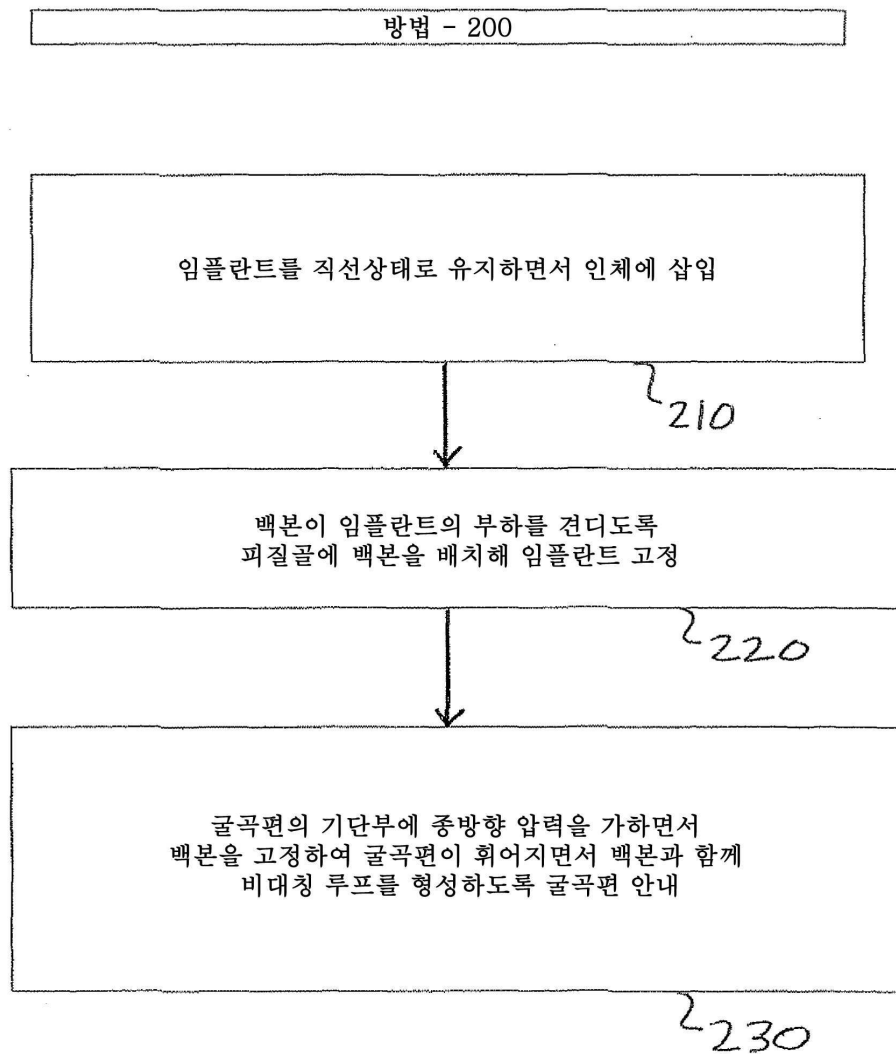 방법 - 200
임플란트를 직선상태로 유지하면서 인체에 삽입
210
백본이 임플란트의 부하를 견디도록
피질골에 백본을 배치해 임플란트 고정
220
굴곡편의 기단부에 종방향 압력을 가하면서
백본을 고정하여 굴곡편이 휘어지면서 백본과 함께
비대칭 루프를 형성하도록 굴곡편 안내
230